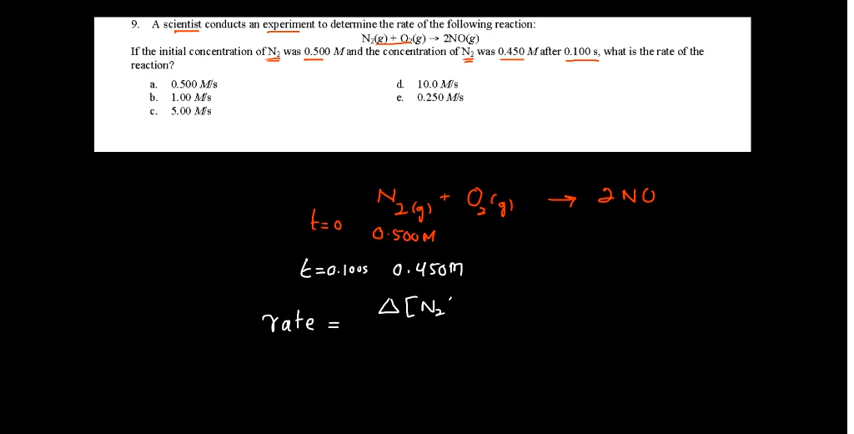 9. A scientist conducts an experiment to determine the rate of the following reaction:
N₂(g) + O₂(g) → 2NO(g)
If the initial concentration of N₂ was 0.500 M and the concentration of N₂ was 0.450 M after 0.100 s, what is the rate of the
reaction?
a. 0.500 M/s d. 10.0 M/s
b. 1.00 M/s e. 0.250 M/s
c. 5.00 M/s
N₂(g) + O₂(g) → 2NO
t=0 0.500M
t=0.100s 0.450M
rate = Δ[N₂